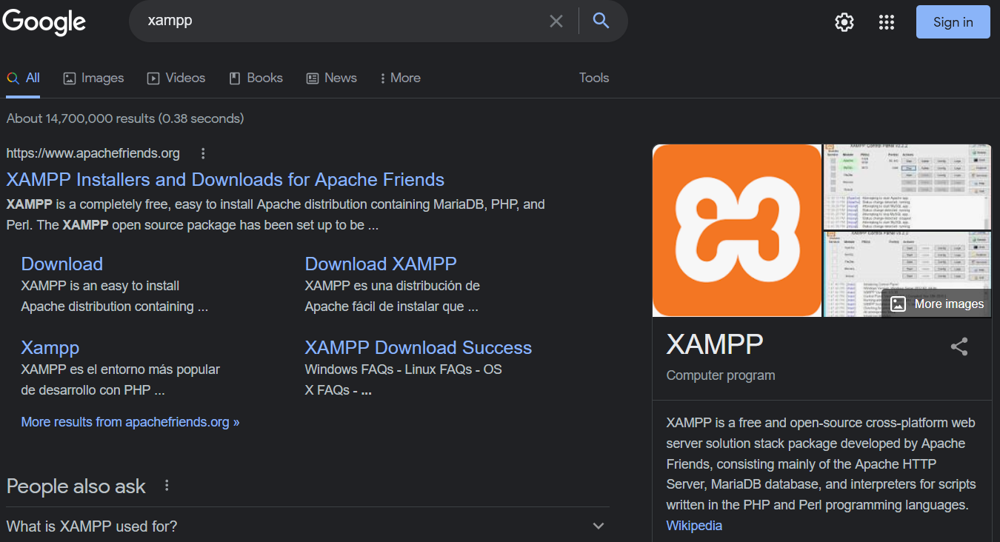 Google
xampp
Sign in
All Images Videos Books News More Tools
About 14,700,000 results (0.38 seconds)
https://www.apachefriends.org
XAMPP Installers and Downloads for Apache Friends
XAMPP is a completely free, easy to install Apache distribution containing MariaDB, PHP, and
Perl. The XAMPP open source package has been set up to be ...
Download
XAMPP is an easy to install
Apache distribution containing ...
Download XAMPP
XAMPP es una distribución de
Apache fácil de instalar que ...
Xampp
XAMPP es el entorno más popular
de desarrollo con PHP ...
XAMPP Download Success
Windows FAQs - Linux FAQs - OS
X FAQs - ...
More results from apachefriends.org »
People also ask
What is XAMPP used for?
More images
XAMPP
Computer program
XAMPP is a free and open-source cross-platform web
server solution stack package developed by Apache
Friends, consisting mainly of the Apache HTTP
Server, MariaDB database, and interpreters for scripts
written in the PHP and Perl programming languages.
Wikipedia